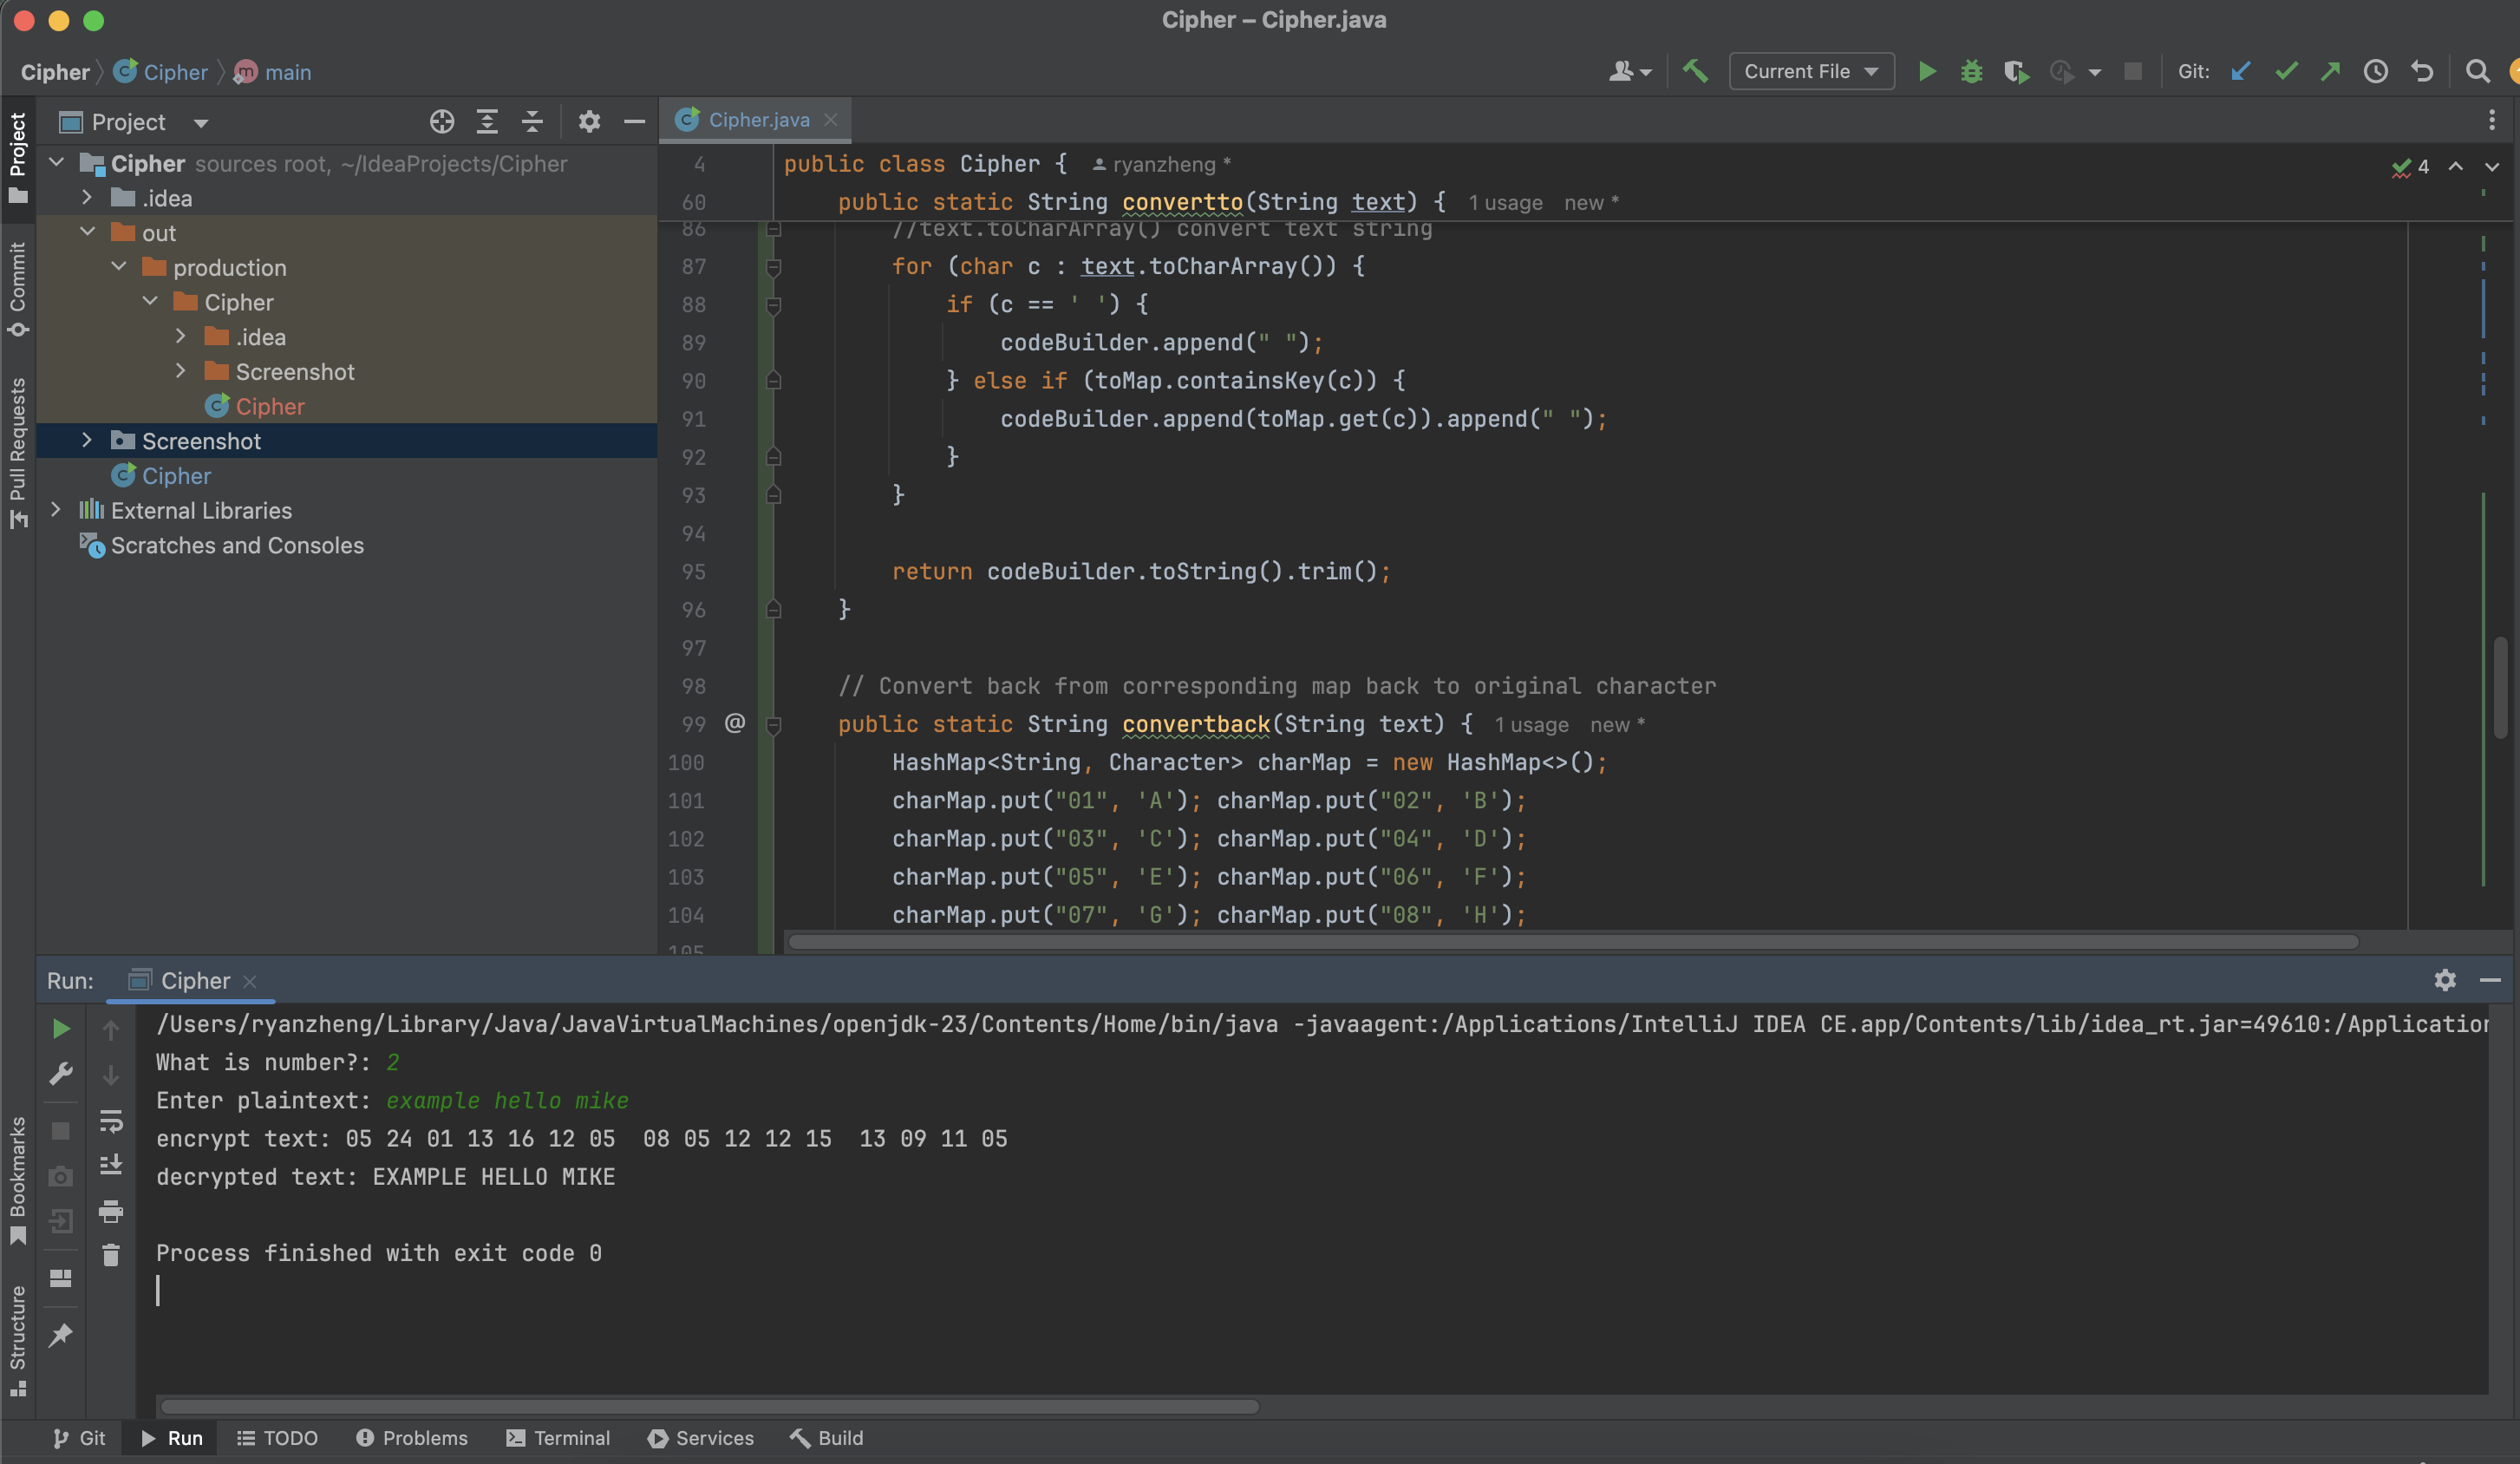 Cipher – Cipher.java
Cipher Cipher main
Current File Git:
Project
Cipher.java
Cipher sources root, ~/IdeaProjects/Cipher
.idea
out
production
Cipher
.idea
Screenshot
Cipher
Screenshot
Cipher
External Libraries
Scratches and Consoles
Project
Commit
Pull Requests
Bookmarks
Structure
4 public class Cipher { ryanzheng *
4
60 public static String convertto(String text) { 1 usage new *
86 //text.toCharArray() convert text string
87 for (char c : text.toCharArray()) {
88 if (c == ' ') {
89 codeBuilder.append(" ");
90 } else if (toMap.containsKey(c)) {
91 codeBuilder.append(toMap.get(c)).append(" ");
92 }
93 }
94
95 return codeBuilder.toString().trim();
96 }
97
98 // Convert back from corresponding map back to original character
99 @ public static String convertback(String text) { 1 usage new *
100 HashMap<String, Character> charMap = new HashMap<>();
101 charMap.put("01", 'A'); charMap.put("02", 'B');
102 charMap.put("03", 'C'); charMap.put("04", 'D');
103 charMap.put("05", 'E'); charMap.put("06", 'F');
104 charMap.put("07", 'G'); charMap.put("08", 'H');
105
Run: Cipher
/Users/ryanzheng/Library/Java/JavaVirtualMachines/openjdk-23/Contents/Home/bin/java -javaagent:/Applications/IntelliJ IDEA CE.app/Contents/lib/idea_rt.jar=49610:/Application
What is number?: 2
Enter plaintext: example hello mike
encrypt text: 05 24 01 13 16 12 05  08 05 12 12 15  13 09 11 05
decrypted text: EXAMPLE HELLO MIKE
Process finished with exit code 0
Git Run TODO Problems Terminal Services Build